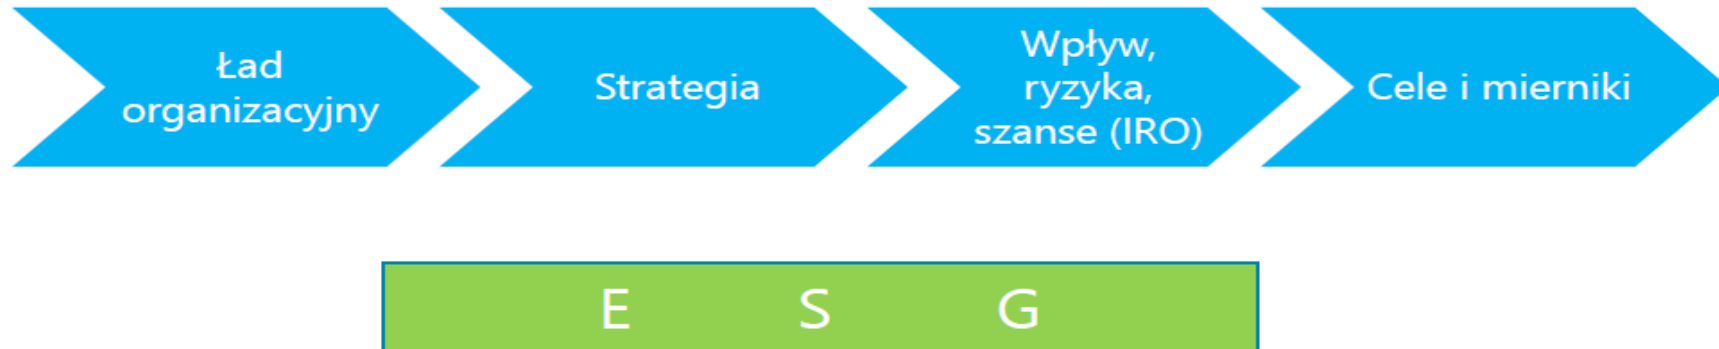 Ład
organizacyjny
Strategia
Wpływ,
ryzyka,
szanse (IRO)
Cele i mierniki
E S G